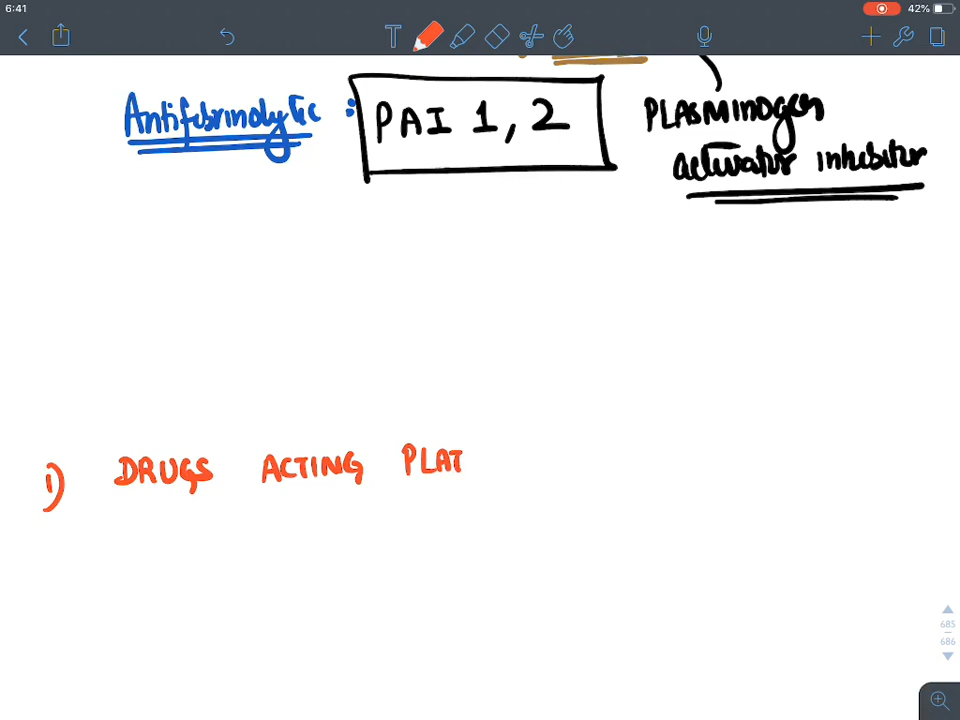 6:41
42%
T
Antifibrinolytic : PAI 1, 2
PLASMINOGEN
activator inhibitor
685
686
1) DRUGS ACTING PLAT